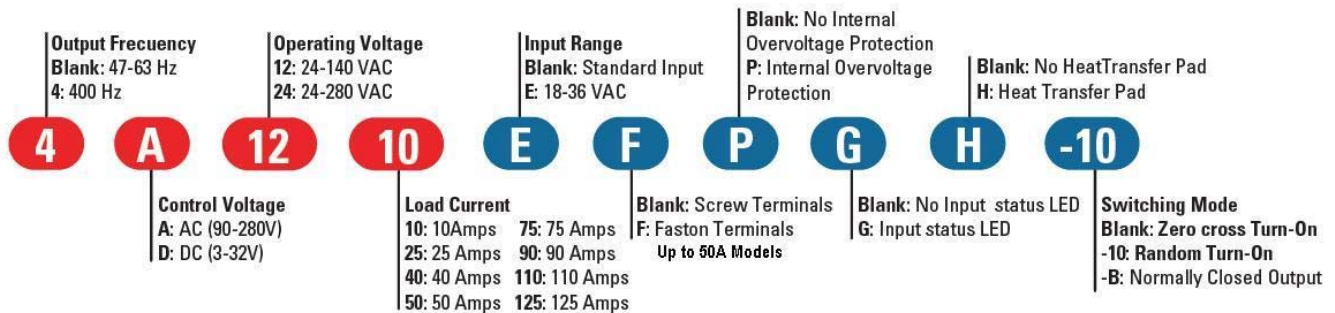 Output Frecuency
Blank: 47-63 Hz
4: 400 Hz
Operating Voltage
12: 24-140 VAC
24: 24-280 VAC
Input Range
Blank: Standard Input
E: 18-36 VAC
Blank: No Internal
Overvoltage Protection
P: Internal Overvoltage
Protection
Blank: No HeatTransfer Pad
H: Heat Transfer Pad
4 A 12 10 E F P G H -10
Control Voltage
A: AC (90-280V)
D: DC (3-32V)
Load Current
10: 10Amps 75: 75 Amps
25: 25 Amps 90: 90 Amps
40: 40 Amps 110: 110 Amps
50: 50 Amps 125: 125 Amps
Blank: Screw Terminals
F: Faston Terminals
Up to 50A Models
Blank: No Input status LED
G: Input status LED
Switching Mode
Blank: Zero cross Turn-On
-10: Random Turn-On
-B: Normally Closed Output